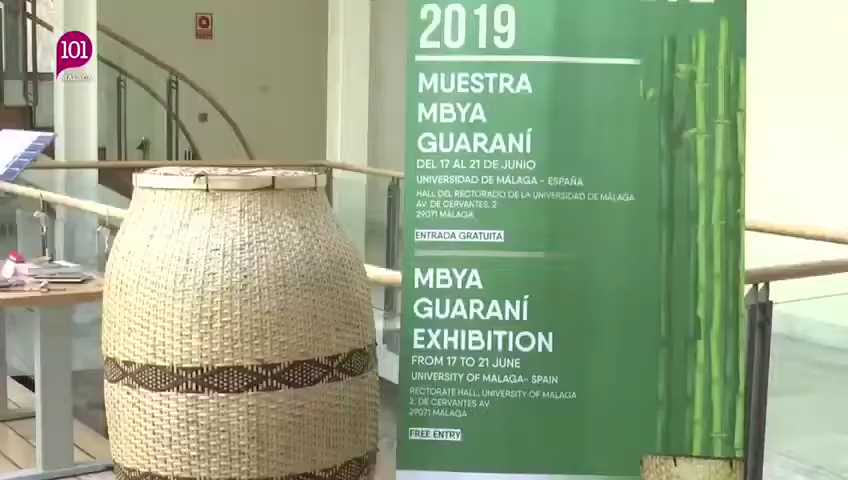 101
MÁLAGA
2019
MUESTRA
MBYA
GUARANÍ
DEL 17 AL 21 DE JUNIO
UNIVERSIDAD DE MÁLAGA - ESPAÑA
HALL DEL RECTORADO DE LA UNIVERSIDAD DE MÁLAGA
AV. DE CERVANTES, 2
29071 MÁLAGA
ENTRADA GRATUITA
MBYA
GUARANÍ
EXHIBITION
FROM 17 TO 21 JUNE
UNIVERSITY OF MALAGA- SPAIN
RECTORATE HALL, UNIVERSITY OF MALAGA
2, DE CERVANTES AV.
29071 MÁLAGA
FREE ENTRY